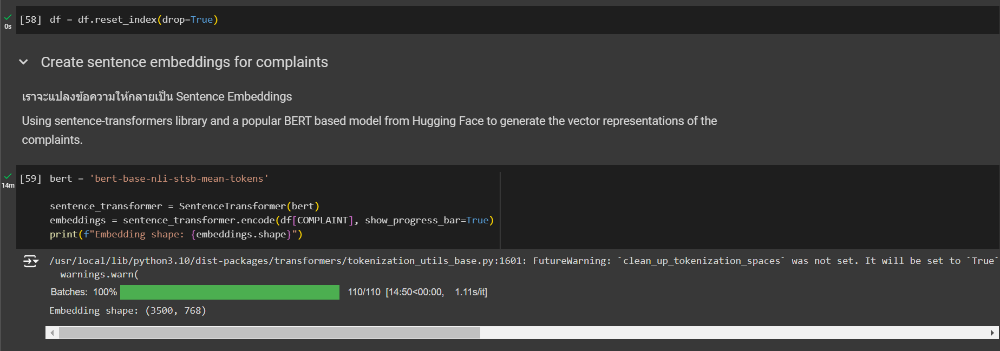 [58] df = df.reset_index(drop=True)
0s
Create sentence embeddings for complaints
เราจะแปลงข้อความให้กลายเป็น Sentence Embeddings
Using sentence-transformers library and a popular BERT based model from Hugging Face to generate the vector representations of the
complaints.
[59] bert = 'bert-base-nli-stsb-mean-tokens'
14m
sentence_transformer = SentenceTransformer(bert)
embeddings = sentence_transformer.encode(df[COMPLAINT], show_progress_bar=True)
print(f"Embedding shape: {embeddings.shape}")
/usr/local/lib/python3.10/dist-packages/transformers/tokenization_utils_base.py:1601: FutureWarning: `clean_up_tokenization_spaces` was not set. It will be set to `True`
warnings.warn(
Batches: 100% 110/110 [14:50<00:00, 1.11s/it]
Embedding shape: (3500, 768)